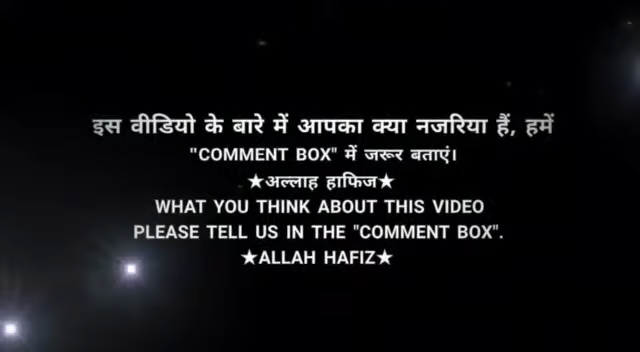 इस वीडियो के बारे में आपका क्या नजरिया हैं, हमें
"COMMENT BOX" में जरूर बताएं।
★अल्लाह हाफिज★
WHAT YOU THINK ABOUT THIS VIDEO
PLEASE TELL US IN THE "COMMENT BOX".
★ALLAH HAFIZ★